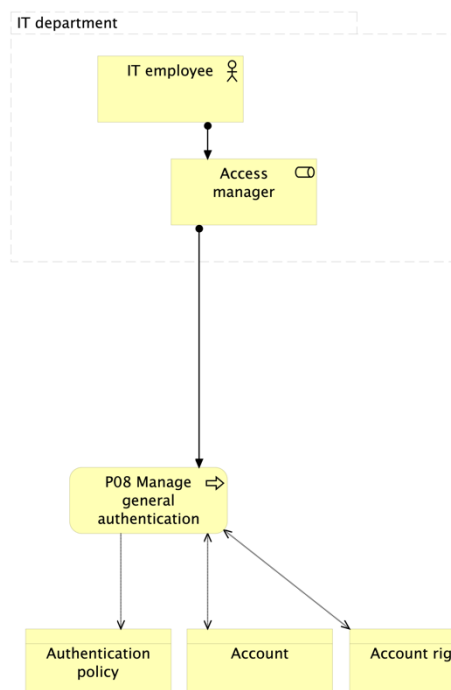 IT department
IT employee
Access
manager
P08 Manage
general
authentication
Authentication
policy
Account
Account rig